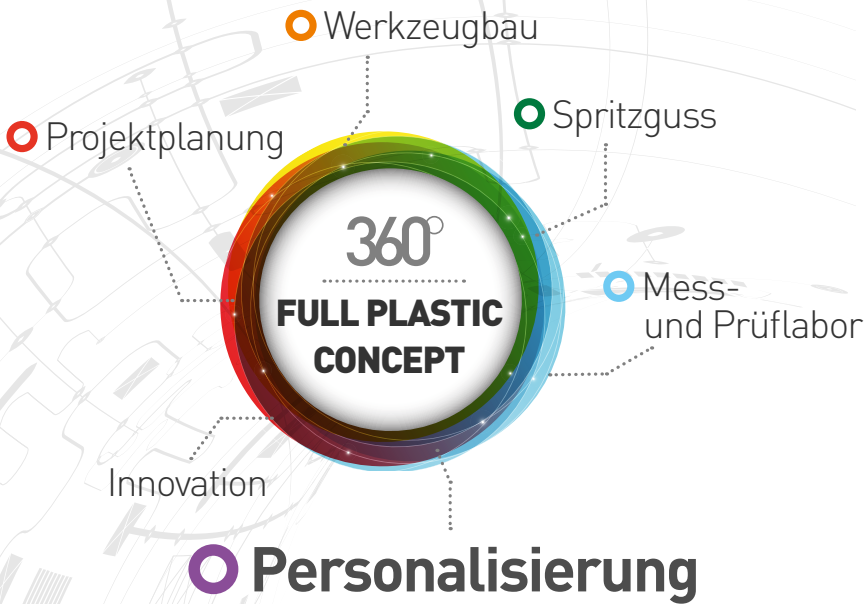 Werkzeugbau
Spritzguss
Projektplanung
360°
FULL PLASTIC
CONCEPT
Mess-
und Prüflabor
Innovation
Personalisierung